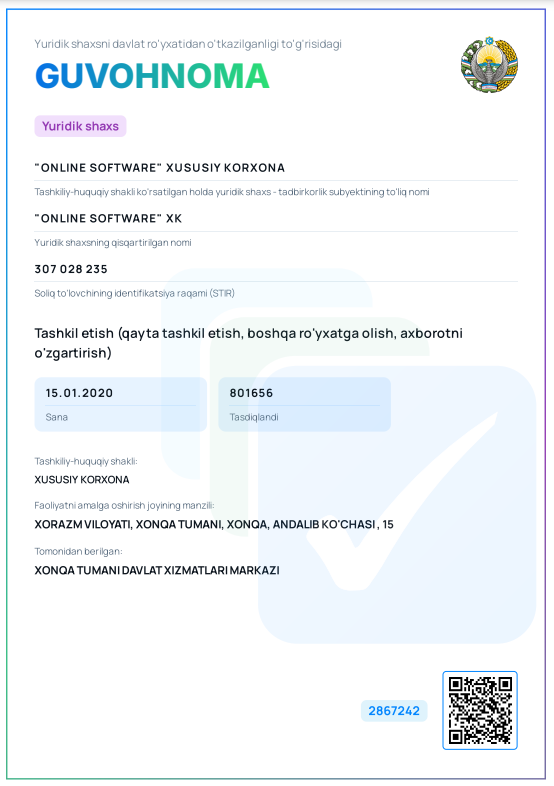 Yuridik shaxsni davlat ro'yxatidan o'tkazilganligi to'g'risidagi
GUVOHNOMA
Yuridik shaxs
"ONLINE SOFTWARE" XUSUSIY KORXONA
Tashkiliy-huquqiy shakli ko'rsatilgan holda yuridik shaxs - tadbirkorlik subyektining to'liq nomi
"ONLINE SOFTWARE" XK
Yuridik shaxsning qisqartirilgan nomi
307 028 235
Soliq to'lovchining identifikatsiya raqami (STIR)
Tashkil etish (qayta tashkil etish, boshqa ro'yxatga olish, axborotni
o'zgartirish)
15.01.2020
Sana
801656
Tasdiqlandi
Tashkiliy-huquqiy shakli:
XUSUSIY KORXONA
Faoliyatni amalga oshirish joyining manzili:
XORAZM VILOYATI, XONQA TUMANI, XONQA, ANDALIB KO'CHASI , 15
Tomonidan berilgan:
XONQA TUMANI DAVLAT XIZMATLARI MARKAZI
2867242